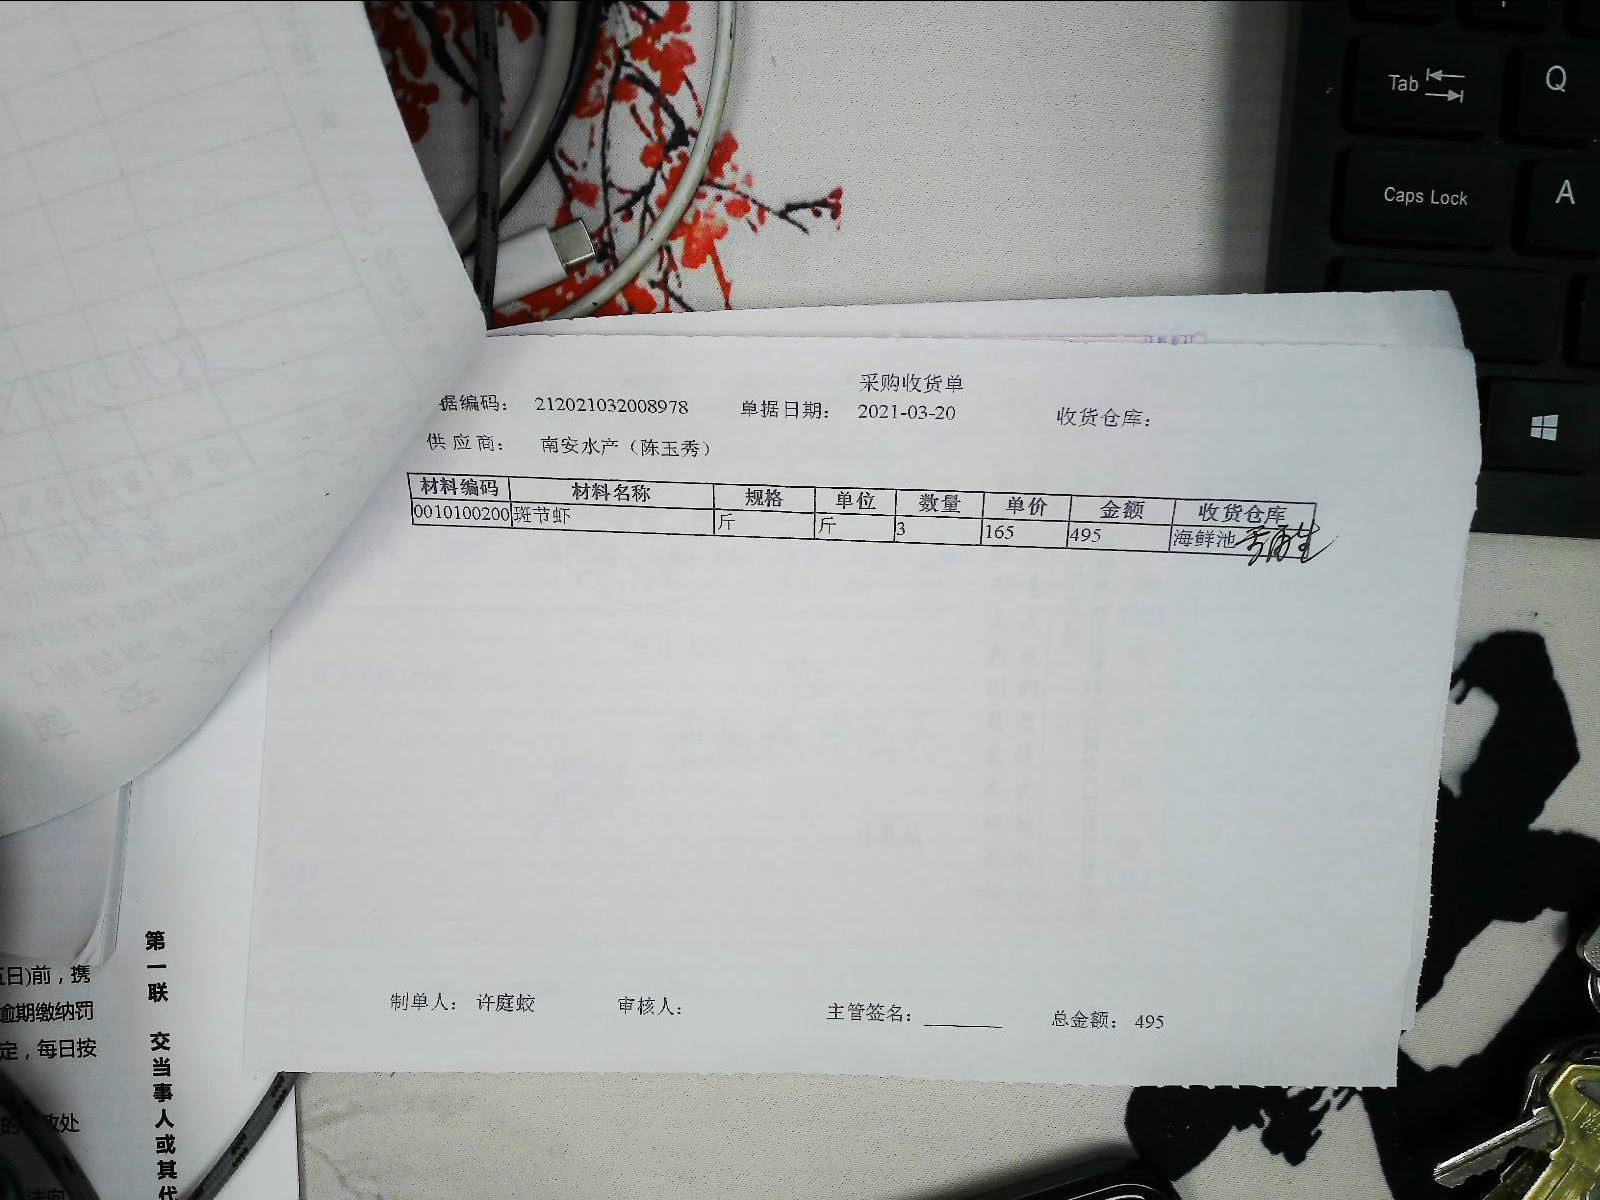 采购收货单
据编码： 212021032008978 单据日期： 2021-03-20 收货仓库：
供应商： 南安水产（陈玉秀）
材料编码 材料名称 规格 单位 数量 单价 金额 收货仓库
0010100200 斑节虾 斤 斤 3 165 495 海鲜池
制单人： 许庭蛟 审核人： 主管签名： 总金额： 495
Tab Q
Caps Lock A
第一联 交当事人或其代
五日)前，携
逾期缴纳罚
定，每日按